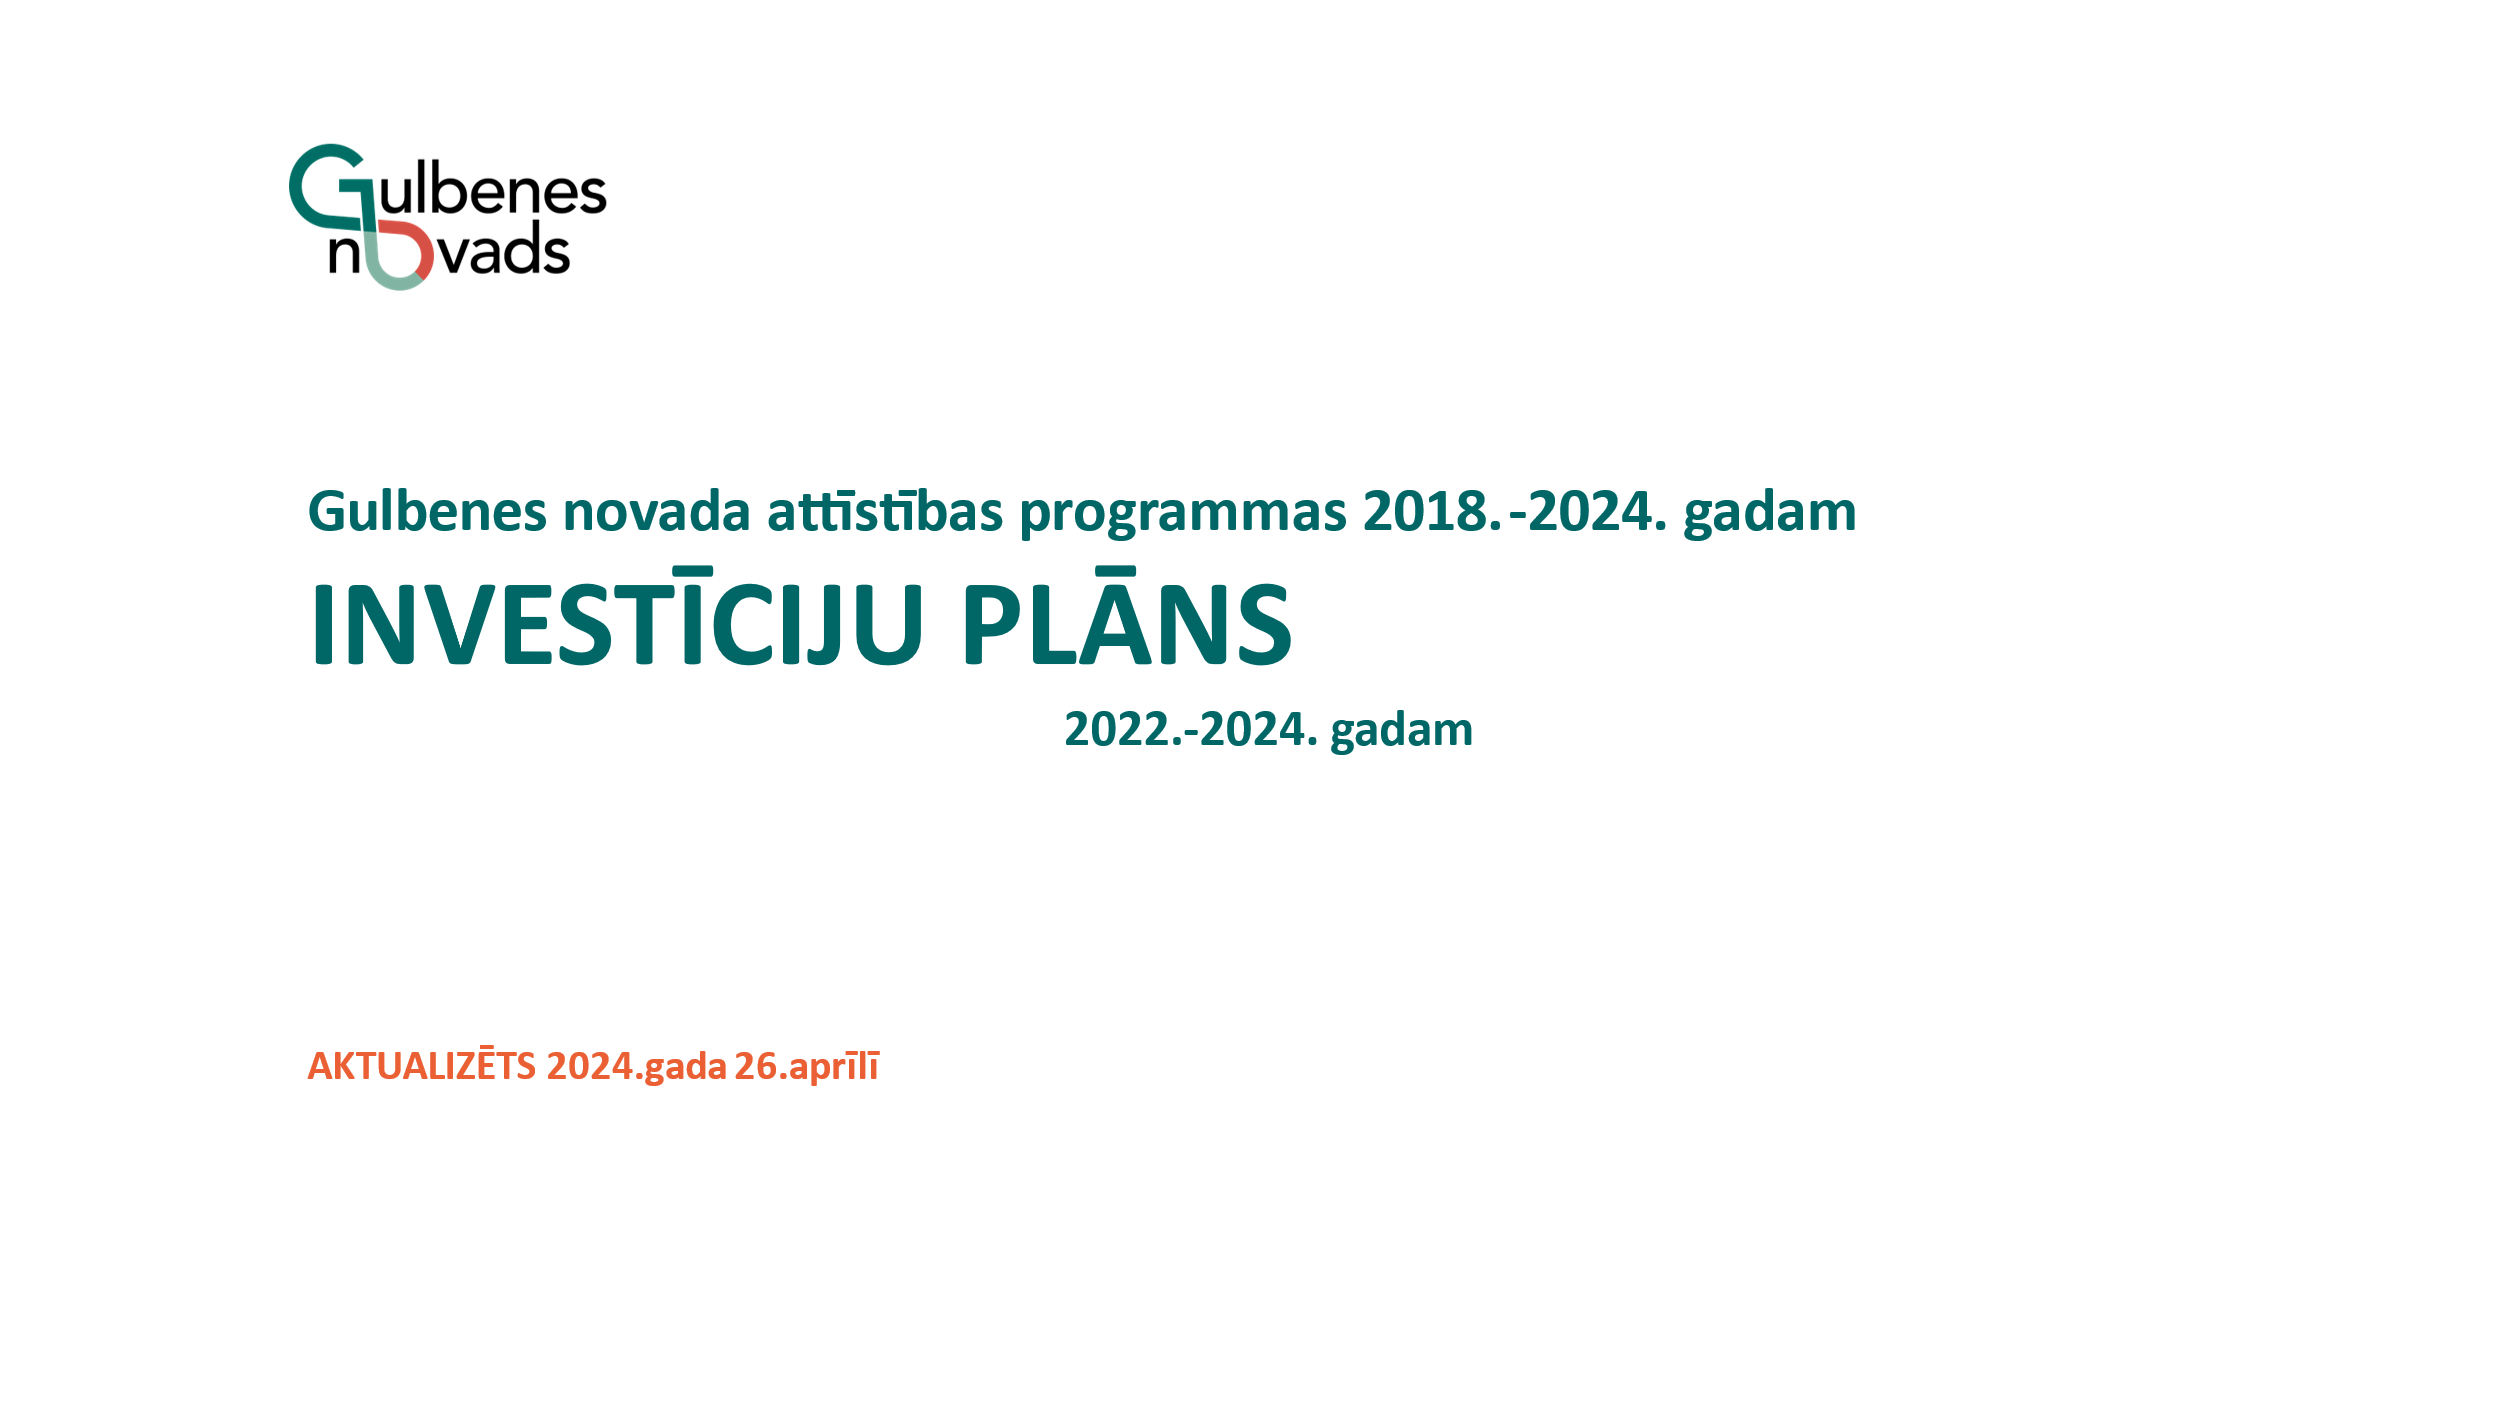 Gulbenes
novads
Gulbenes novada attīstības programmas 2018.-2024. gadam
INVESTĪCIJU PLĀNS
2022.-2024. gadam
AKTUALIZĒTS 2024.gada 26.aprīlī